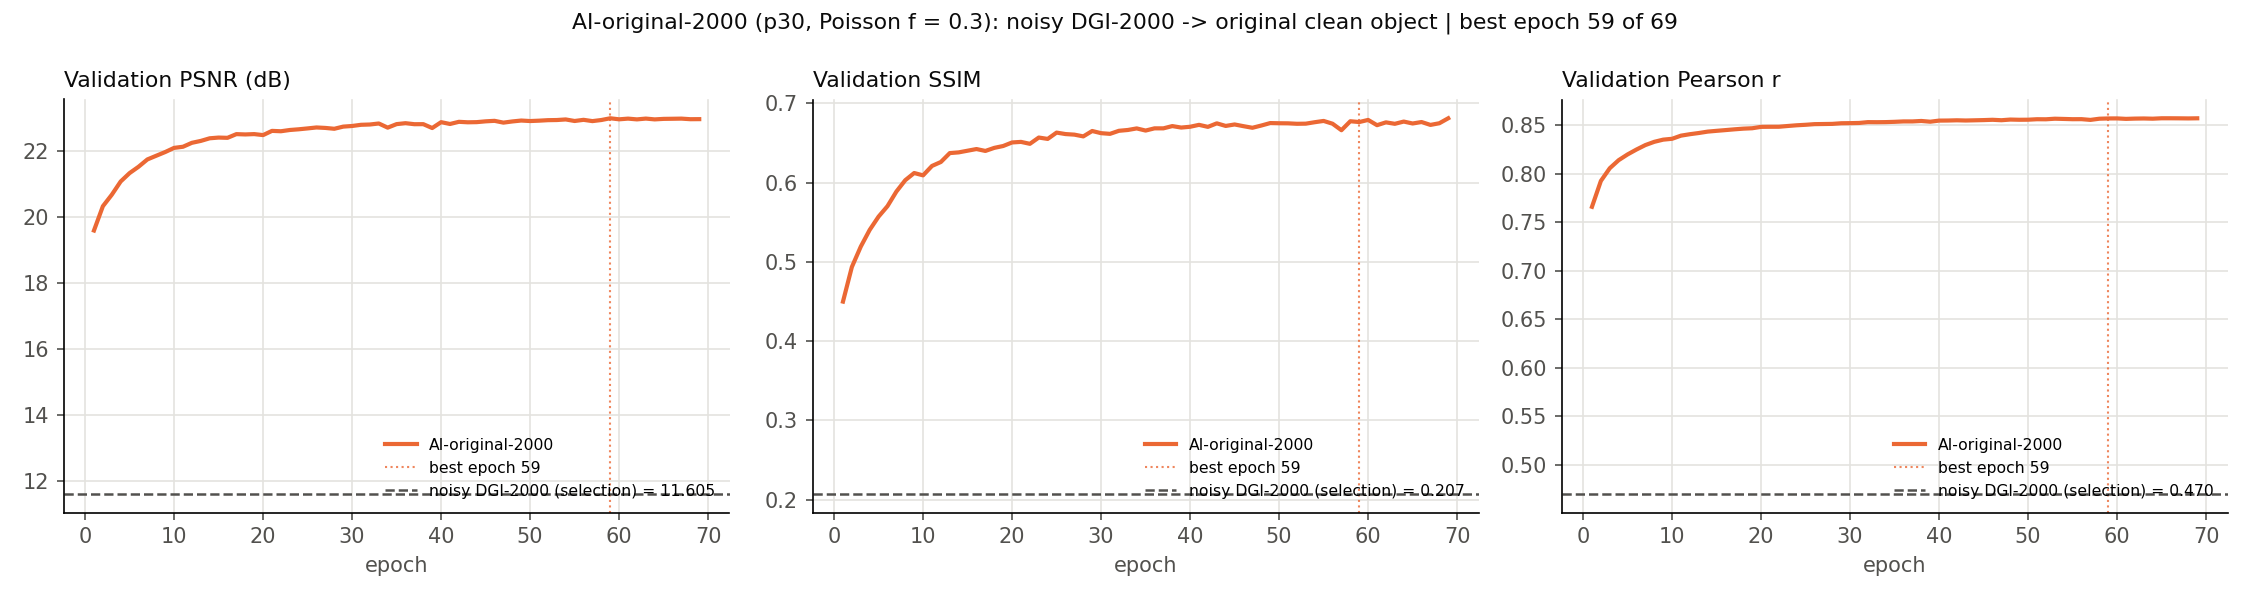 AI-original-2000 (p30, Poisson f = 0.3): noisy DGI-2000 -> original clean object | best epoch 59 of 69
Validation PSNR (dB)
22
20
18
16
14
12
AI-original-2000
best epoch 59
noisy DGI-2000 (selection) = 11.605
0 10 20 30 40 50 60 70
epoch
Validation SSIM
0.7
0.6
0.5
0.4
0.3
0.2
AI-original-2000
best epoch 59
noisy DGI-2000 (selection) = 0.207
0 10 20 30 40 50 60 70
epoch
Validation Pearson r
0.85
0.80
0.75
0.70
0.65
0.60
0.55
0.50
AI-original-2000
best epoch 59
noisy DGI-2000 (selection) = 0.470
0 10 20 30 40 50 60 70
epoch